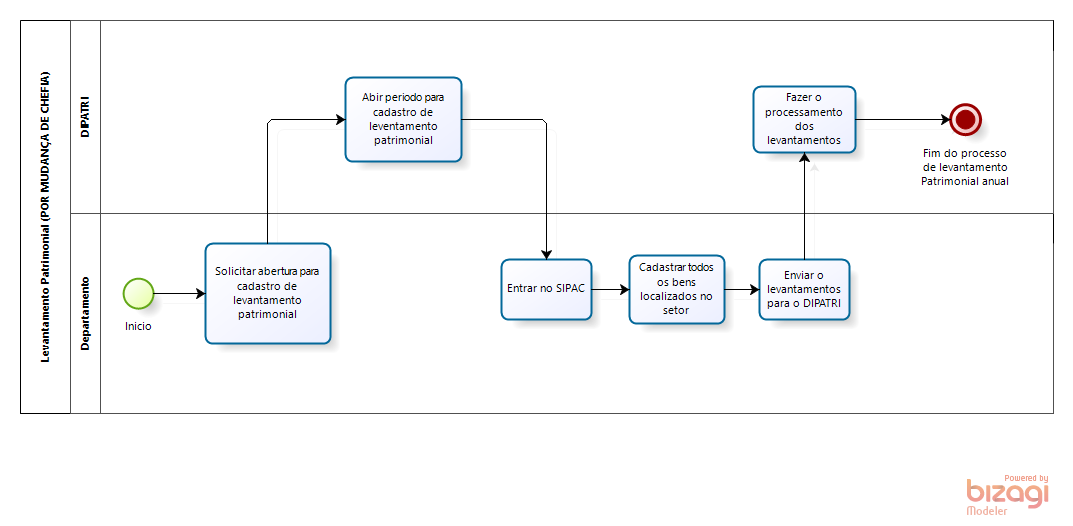 Levantamento Patrimonial (POR MUDANÇA DE CHEFIA)
DIPATRI
Abir periodo para
cadastro de
leventamento
patrimonial
Fazer o
processamento
dos
levantamentos
Fim do processo
de levantamento
Patrimonial anual
Departamento
Inicio
Solicitar abertura para
cadastro de
levantamento
patrimonial
Entrar no SIPAC
Cadastrar todos
os bens
localizados no
setor
Enviar o
levantamentos
para o DIPATRI
Powered by
bizagi
Modeler